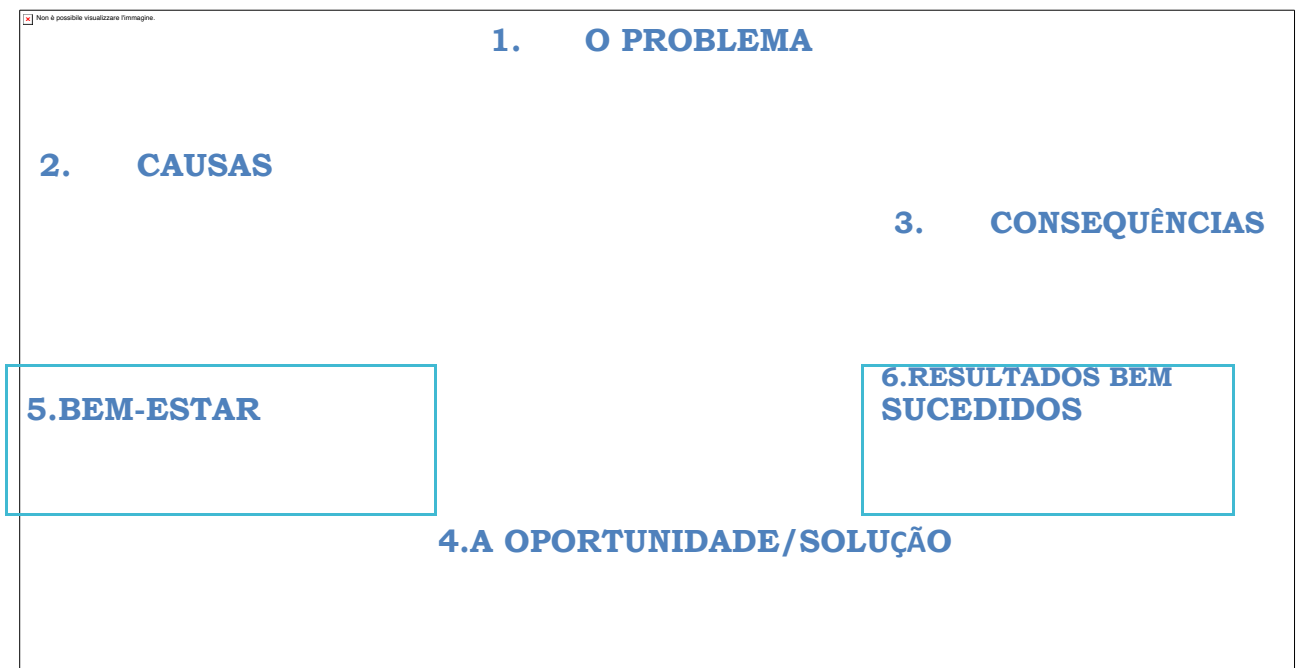 Non è possibile visualizzare l'immagine.
1. O PROBLEMA
2. CAUSAS
3. CONSEQUÊNCIAS
5.BEM-ESTAR
6.RESULTADOS BEM
SUCEDIDOS
4.A OPORTUNIDADE/SOLUÇÃO